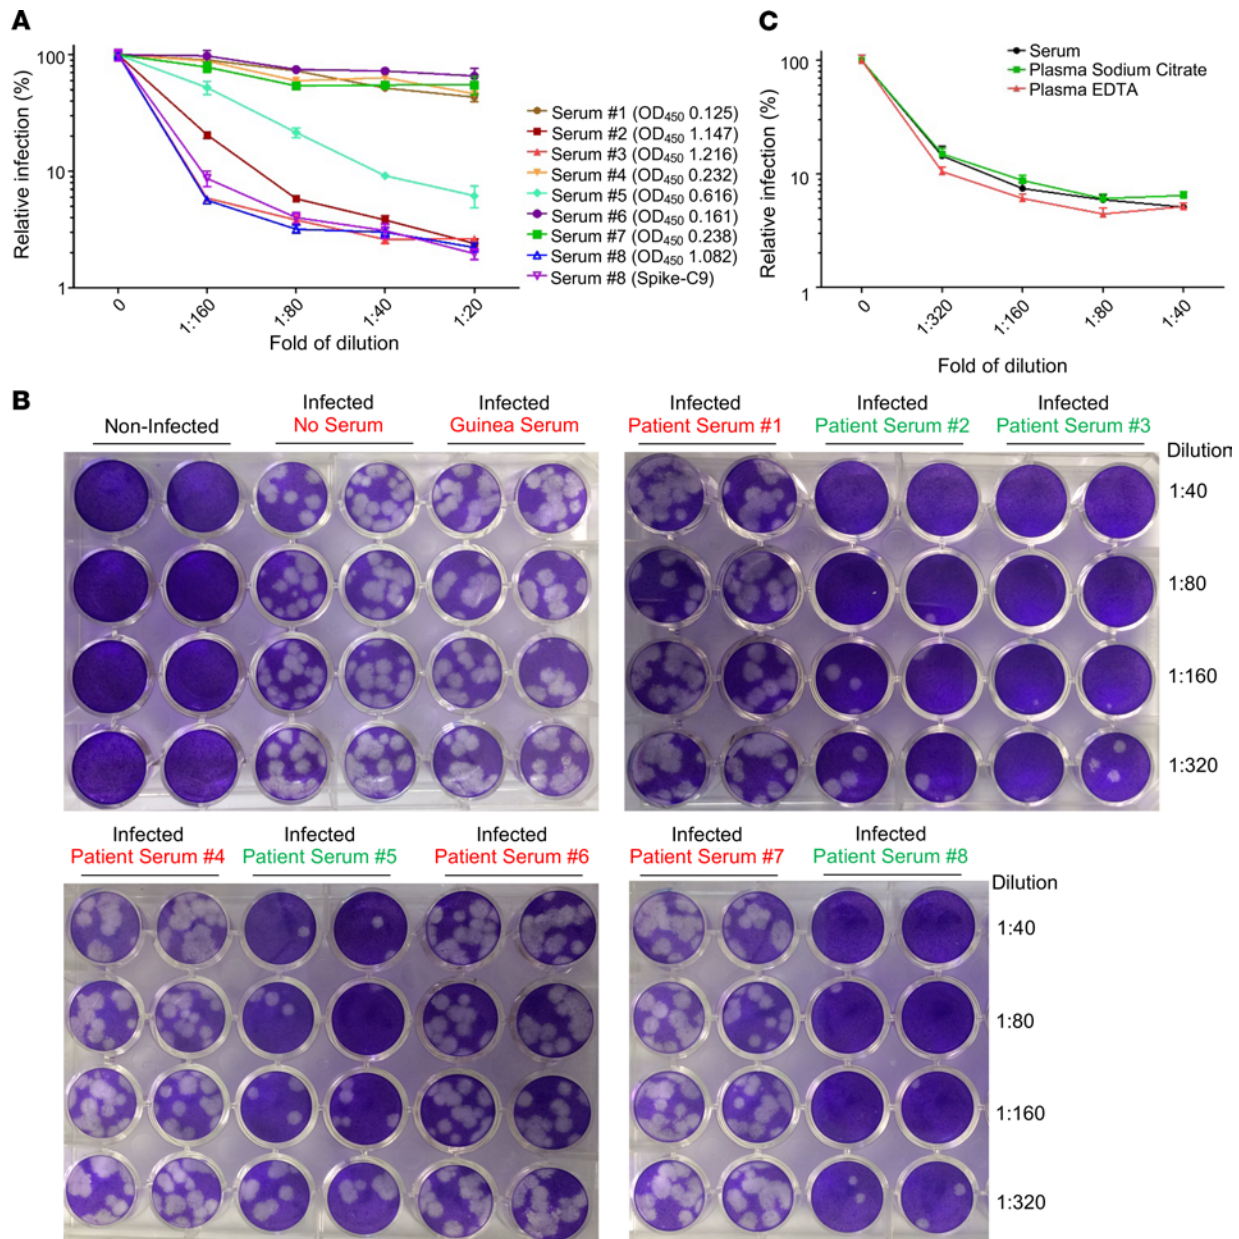 A
Relative infection (%)
100
10
1
0
1:160
1:80
1:40
1:20
Fold of dilution
Serum #1 (OD450 0.125)
Serum #2 (OD450 1.147)
Serum #3 (OD450 1.216)
Serum #4 (OD450 0.232)
Serum #5 (OD450 0.616)
Serum #6 (OD450 0.161)
Serum #7 (OD450 0.238)
Serum #8 (OD450 1.082)
Serum #8 (Spike-C9)
C
Relative infection (%)
100
10
1
0
1:320
1:160
1:80
1:40
Fold of dilution
Serum
Plasma Sodium Citrate
Plasma EDTA
B
Non-Infected
Infected
No Serum
Infected
Guinea Serum
Infected
Patient Serum #1
Infected
Patient Serum #2
Infected
Patient Serum #3
Dilution
1:40
1:80
1:160
1:320
Infected
Patient Serum #4
Infected
Patient Serum #5
Infected
Patient Serum #6
Infected
Patient Serum #7
Infected
Patient Serum #8
Dilution
1:40
1:80
1:160
1:320